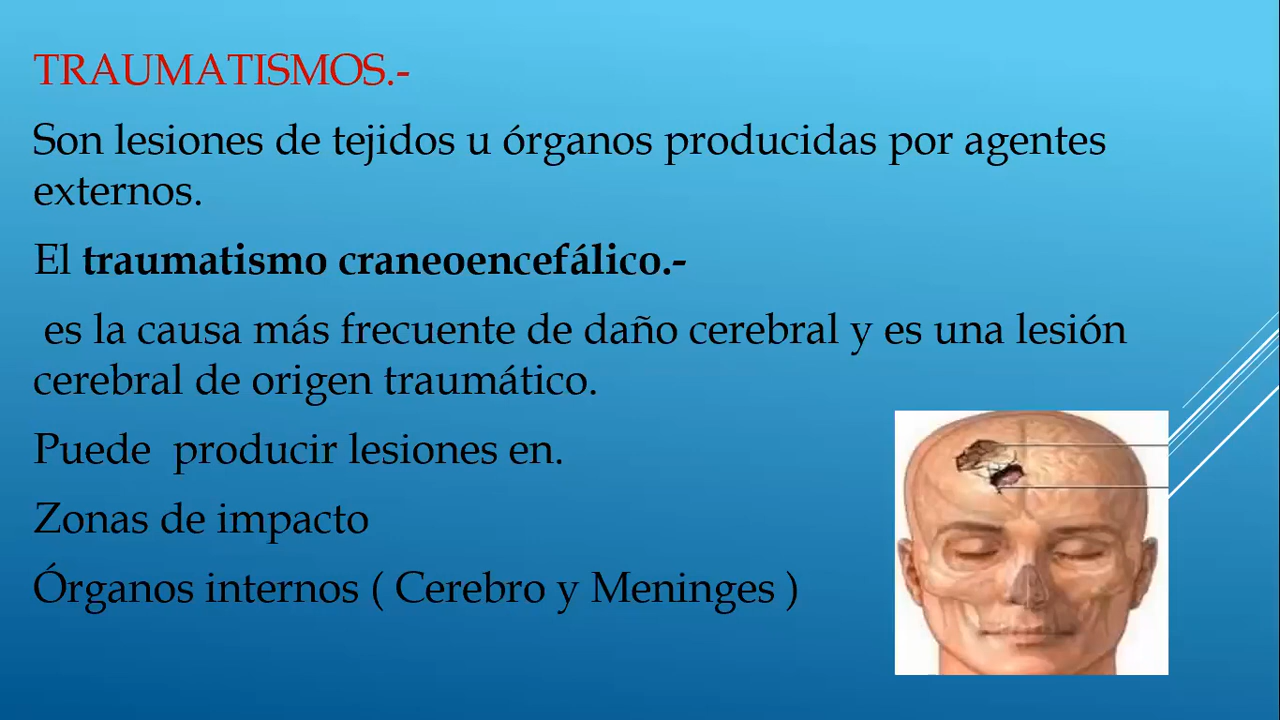 TRAUMATISMOS.-
Son lesiones de tejidos u órganos producidas por agentes
externos.
El traumatismo craneoencefálico.-
es la causa más frecuente de daño cerebral y es una lesión
cerebral de origen traumático.
Puede  producir lesiones en.
Zonas de impacto
Órganos internos ( Cerebro y Meninges )